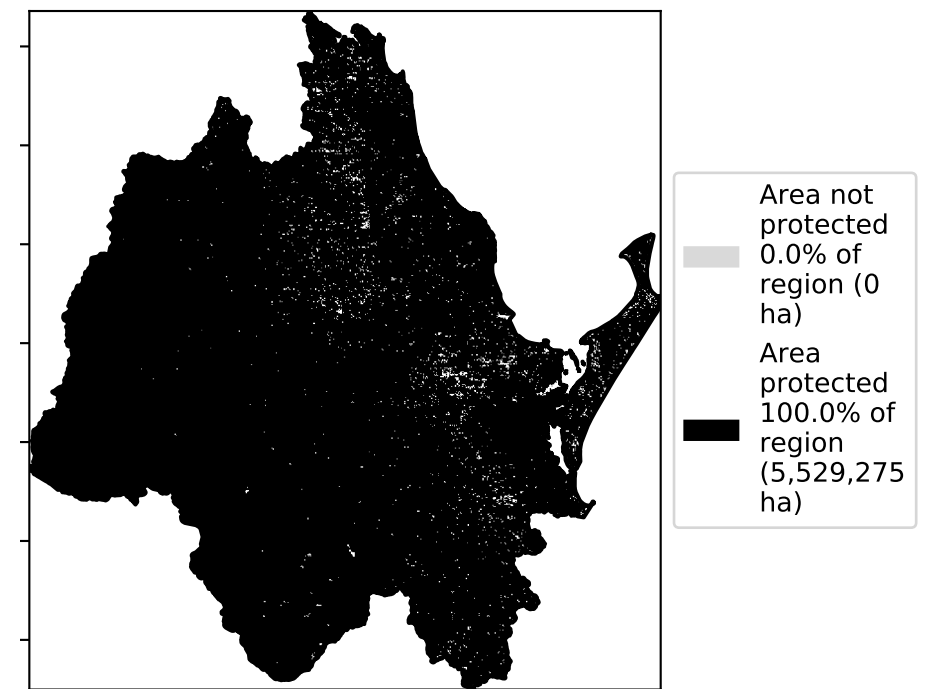 Area not
protected
0.0% of
region (0
ha)
Area
protected
100.0% of
region
(5,529,275
ha)